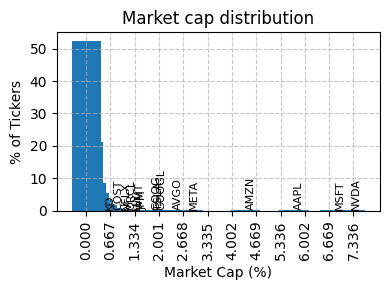 Market cap distribution
% of Tickers
50
40
30
20
10
0
KO
COST
AVGO
META
AMZN
AAPL
MSFT
NVDA
0.000
0.667
1.334
2.001
2.668
3.335
4.002
4.669
5.336
6.002
6.669
7.336
Market Cap (%)